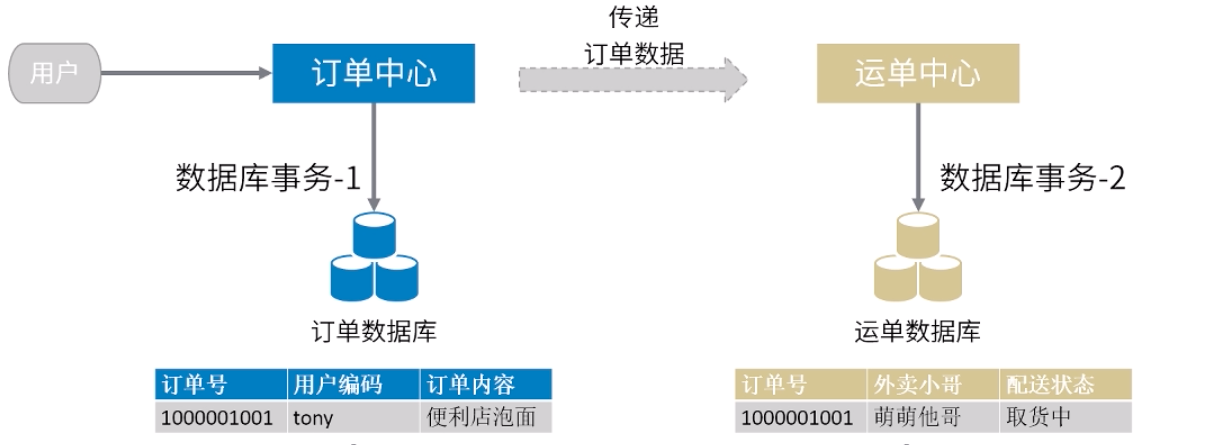 传递
订单数据
用户
订单中心
运单中心
数据库事务-1
数据库事务-2
订单数据库
运单数据库
订单号 用户编码 订单内容
1000001001 tony 便利店泡面
订单号 外卖小哥 配送状态
1000001001 萌萌他哥 取货中